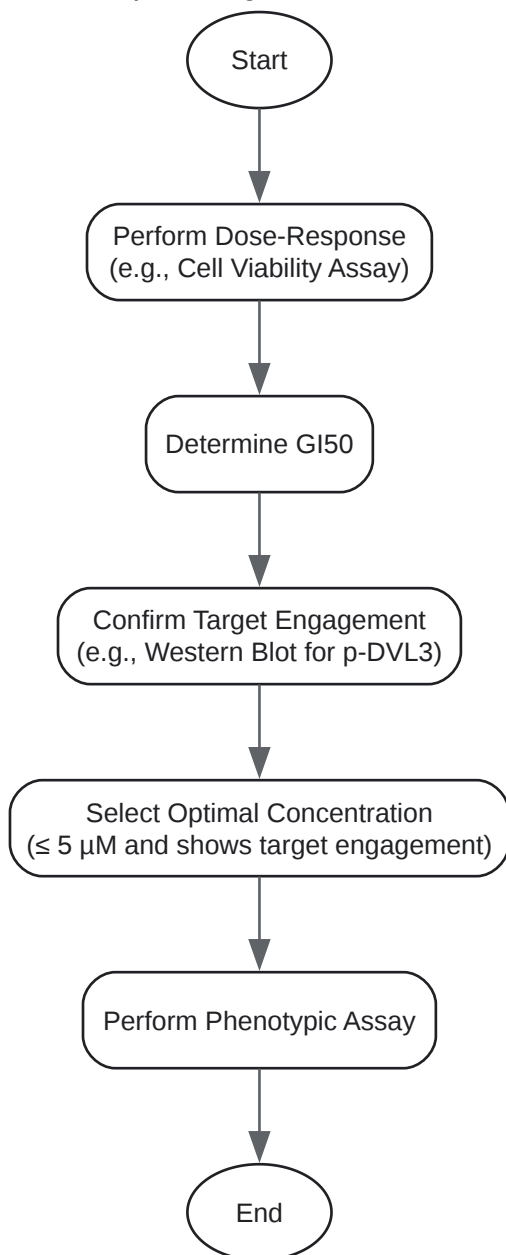 Start
Perform Dose-Response
(e.g., Cell Viability Assay)
Determine GI50
Confirm Target Engagement
(e.g., Western Blot for p-DVL3)
Select Optimal Concentration
(≤ 5 µM and shows target engagement)
Perform Phenotypic Assay
End